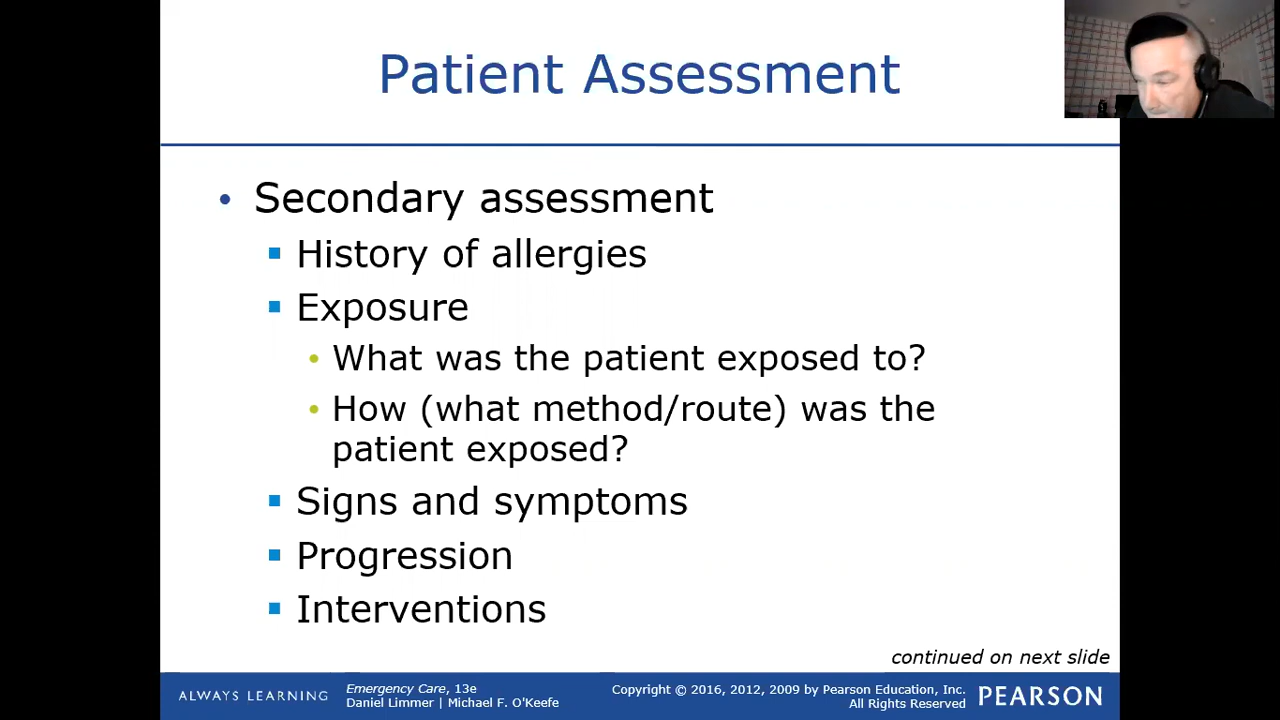 Patient Assessment
• Secondary assessment
▪ History of allergies
▪ Exposure
• What was the patient exposed to?
• How (what method/route) was the
patient exposed?
▪ Signs and symptoms
▪ Progression
▪ Interventions
continued on next slide
ALWAYS LEARNING
Emergency Care, 13e
Daniel Limmer | Michael F. O'Keefe
Copyright © 2016, 2012, 2009 by Pearson Education, Inc.
All Rights Reserved
PEARSON